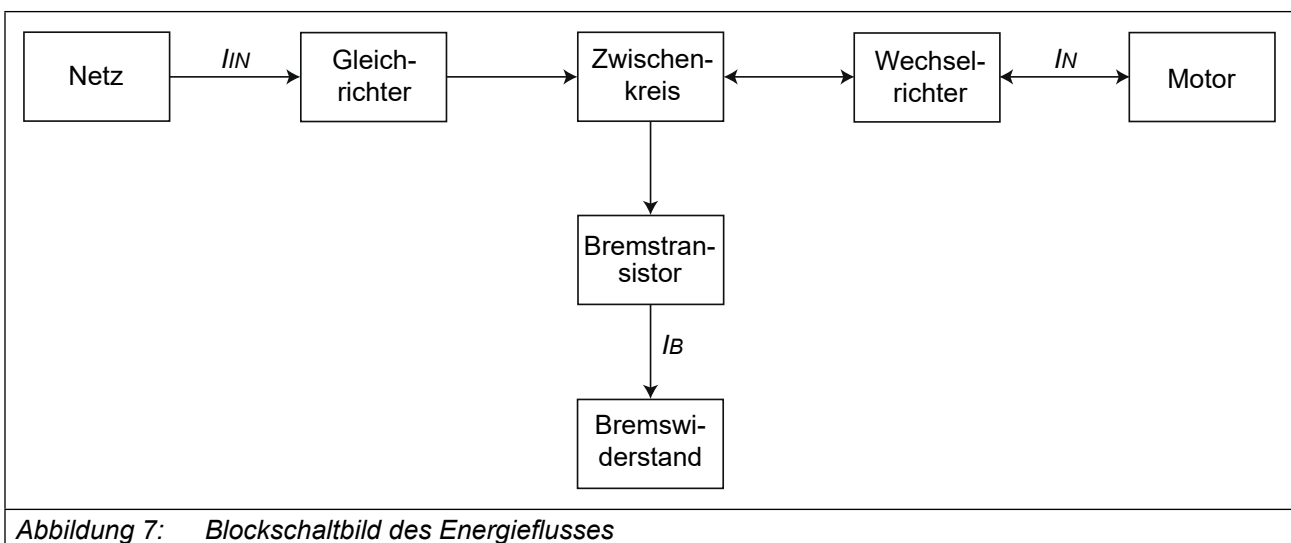 Netz
IIN
Gleich-
richter
Zwischen-
kreis
Wechsel-
richter
IN
Motor
Bremstran-
sistor
IB
Bremswi-
derstand
Abbildung 7: Blockschaltbild des Energieflusses